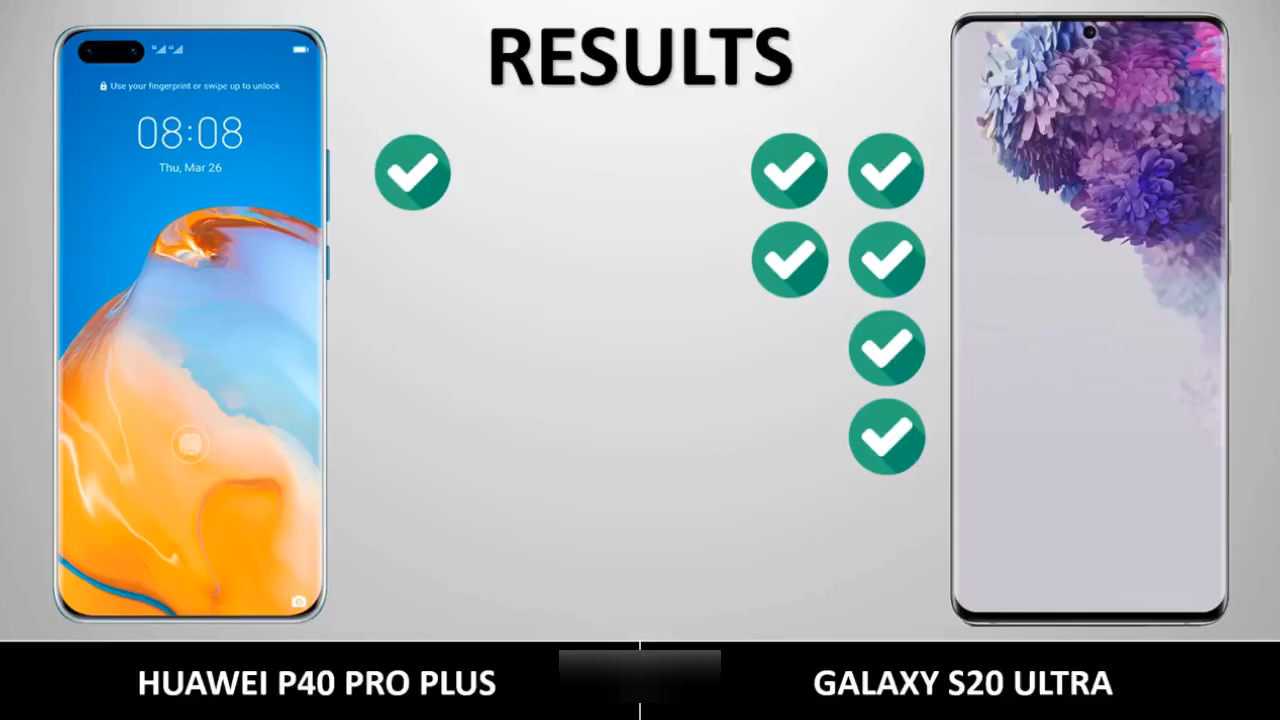 RESULTS
Use your fingerprint or swipe up to unlock
08:08
Thu, Mar 26
HUAWEI P40 PRO PLUS
GALAXY S20 ULTRA